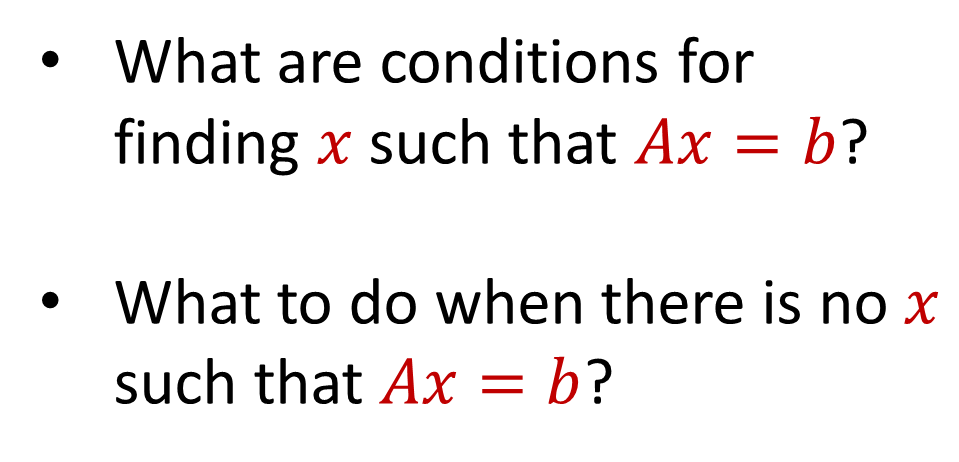 • What are conditions for
finding x such that Ax = b?
• What to do when there is no x
such that Ax = b?